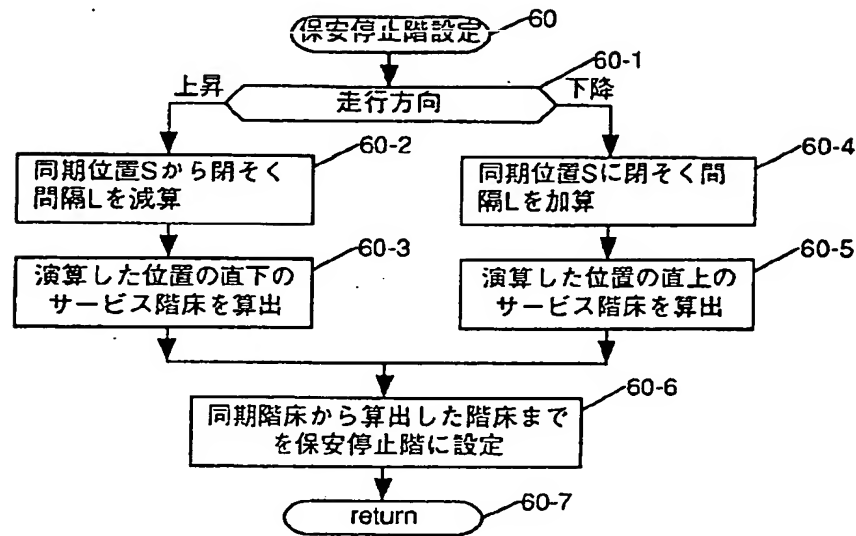 保安停止階設定
60
60-1
上昇
走行方向
下降
60-2
同期位置Sから閉そく
間隔Lを減算
60-4
同期位置Sに閉そく間
隔Lを加算
60-3
演算した位置の直下の
サービス階床を算出
60-5
演算した位置の直上の
サービス階床を算出
60-6
同期階床から算出した階床まで
を保安停止階に設定
return
60-7